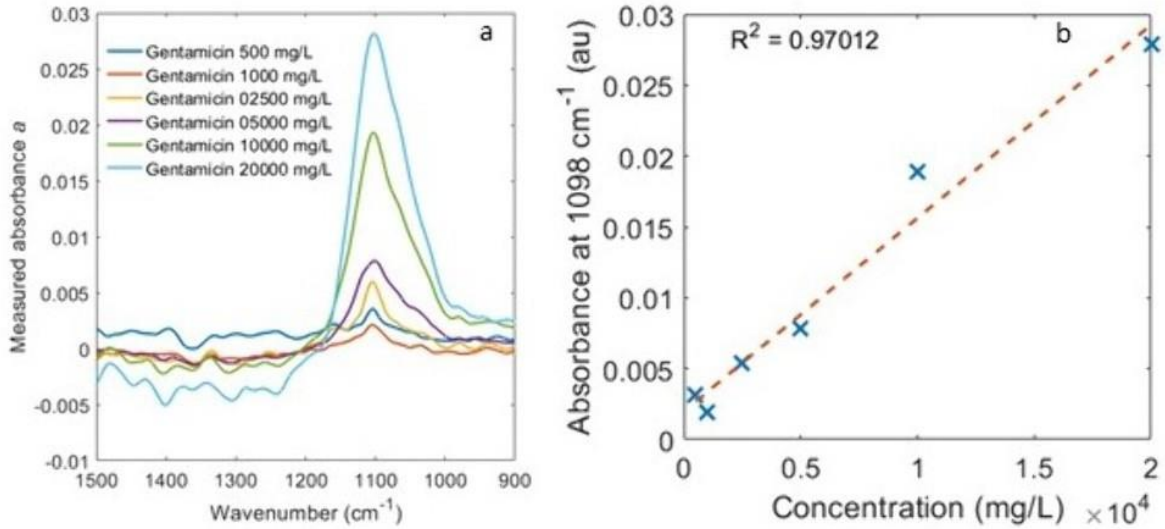 a
0.03
0.025
0.02
0.015
0.01
0.005
0
-0.005
-0.01
Measured absorbance a
Gentamicin 500 mg/L
Gentamicin 1000 mg/L
Gentamicin 02500 mg/L
Gentamicin 05000 mg/L
Gentamicin 10000 mg/L
Gentamicin 20000 mg/L
1500 1400 1300 1200 1100 1000 900
Wavenumber (cm⁻¹)
b
R² = 0.97012
0.03
0.025
0.02
0.015
0.01
0.005
0
Absorbance at 1098 cm⁻¹ (au)
0 0.5 1 1.5 2
Concentration (mg/L) ×10⁴